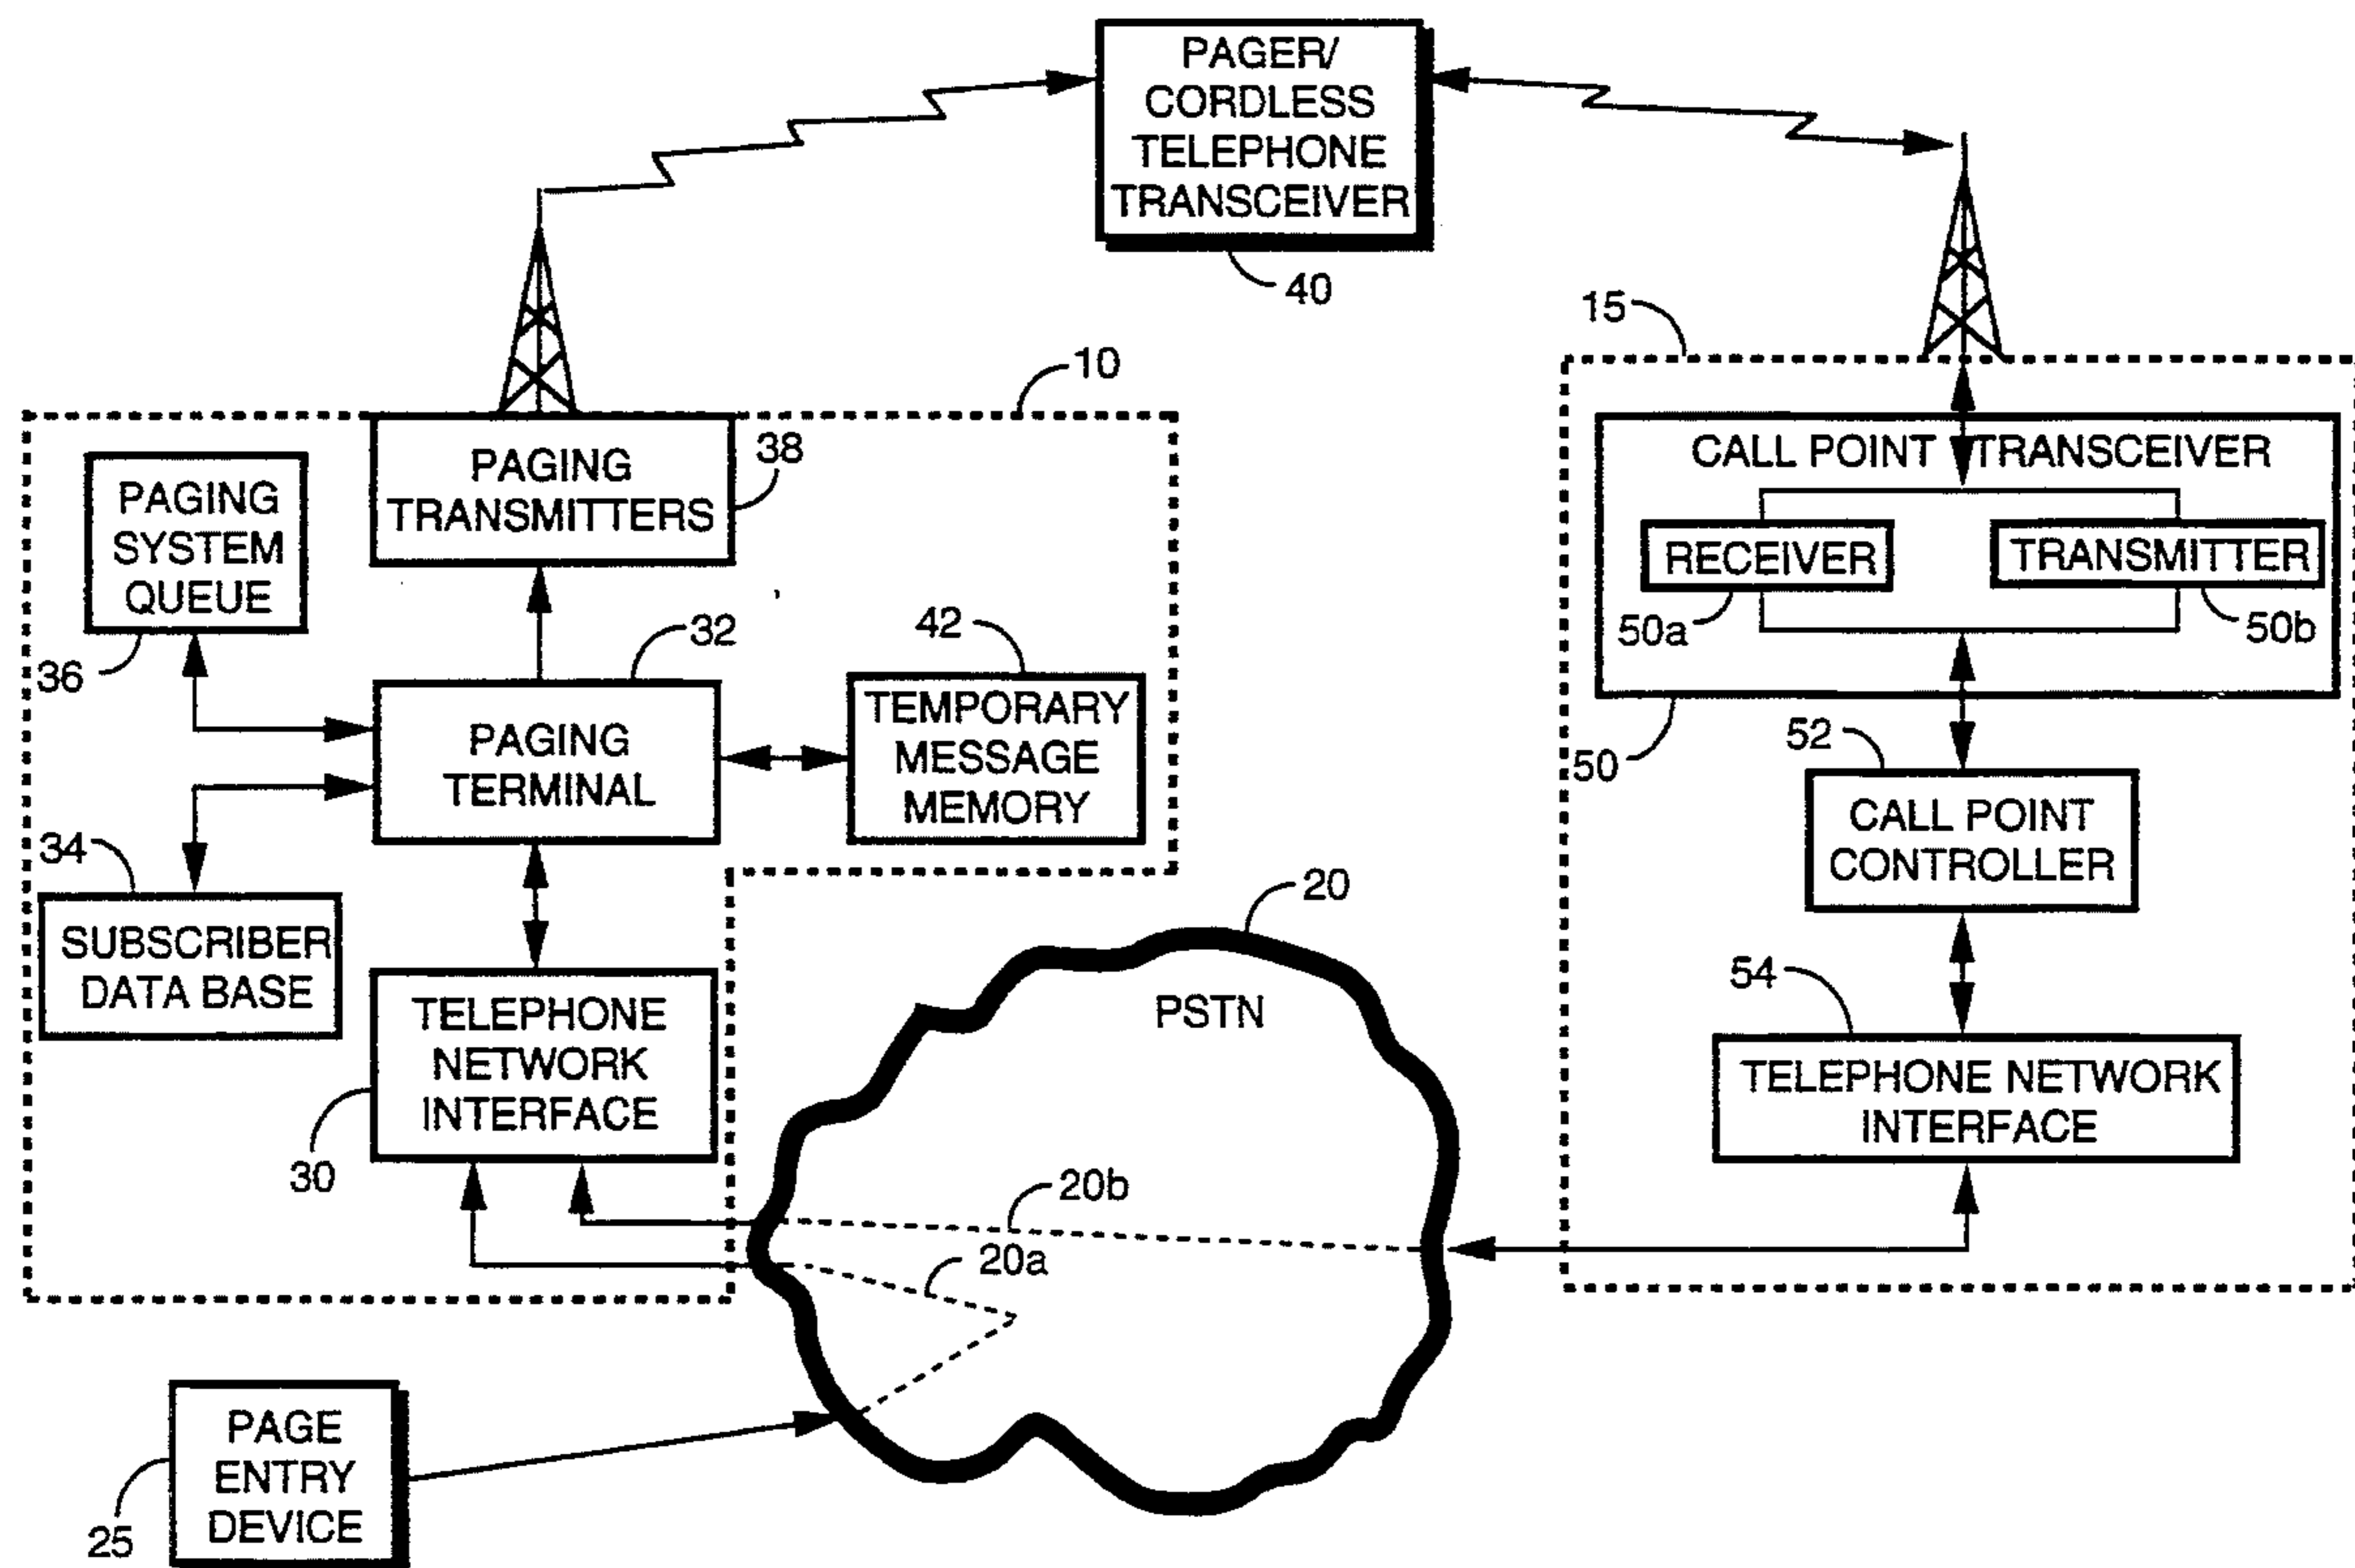 PAGER/
CORDLESS
TELEPHONE
TRANSCEIVER
40
15
10
PAGING
TRANSMITTERS
38
PAGING
SYSTEM
QUEUE
36
32
42
PAGING
TERMINAL
TEMPORARY
MESSAGE
MEMORY
34
SUBSCRIBER
DATA BASE
TELEPHONE
NETWORK
INTERFACE
30
CALL POINT TRANSCEIVER
RECEIVER
TRANSMITTER
50a
50b
50
52
CALL POINT
CONTROLLER
54
TELEPHONE NETWORK
INTERFACE
20
PSTN
20b
20a
PAGE
ENTRY
DEVICE
25